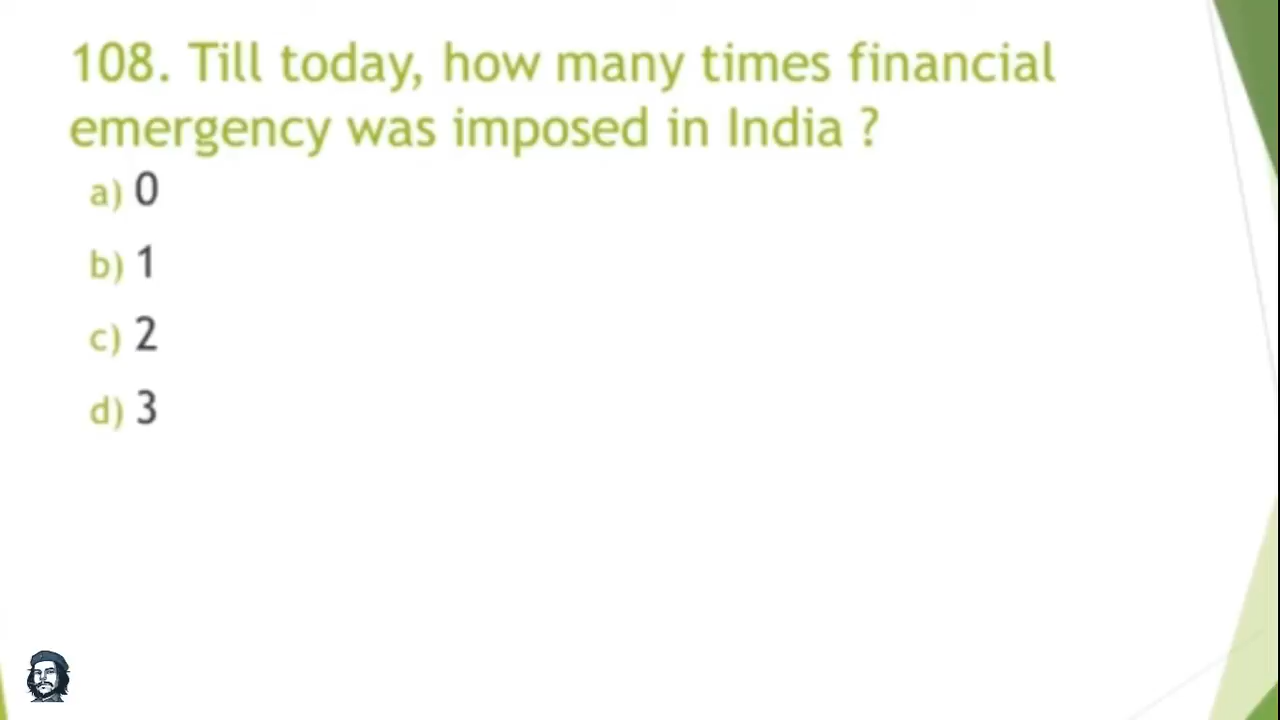 108. Till today, how many times financial
emergency was imposed in India ?
a) 0
b) 1
c) 2
d) 3